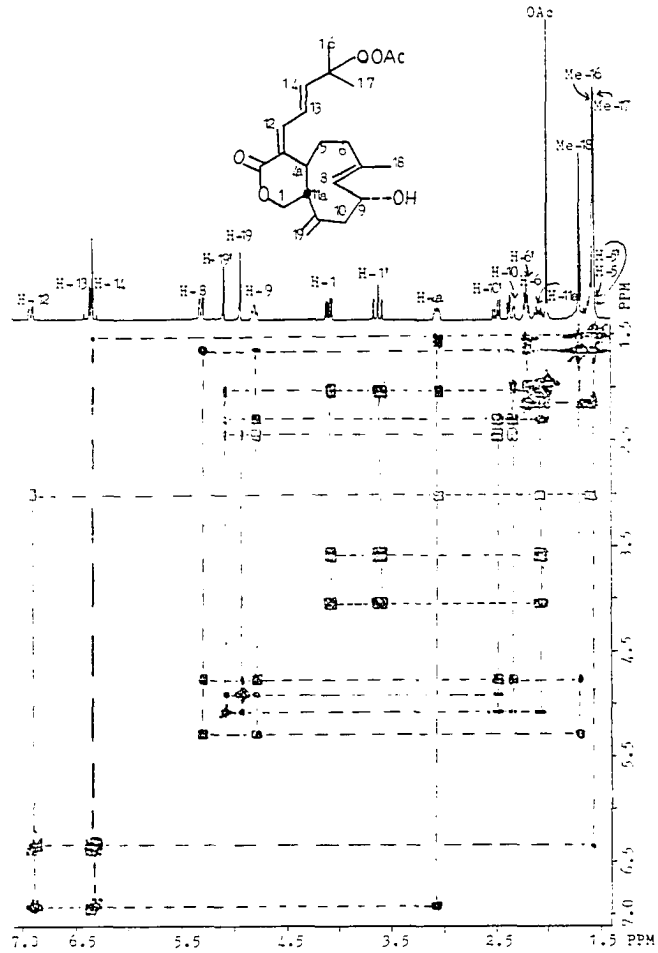 OAc
16
OOAc
Me-16
14
17
Me-17
13
12
Me-18
5
6
4a
18
O
8
O
1
11a
9
OH
10
19
H-19
H-19'
H-6'
H-13
H-14
H-8
H-1
H-10
H-12
H-9
H-1'
H-4a
H-10'
H-6
H-11a
PPM
1.5
2.5
3.5
4.5
5.5
6.5
7.0
7.0
6.5
5.5
4.5
3.5
2.5
1.5
PPM